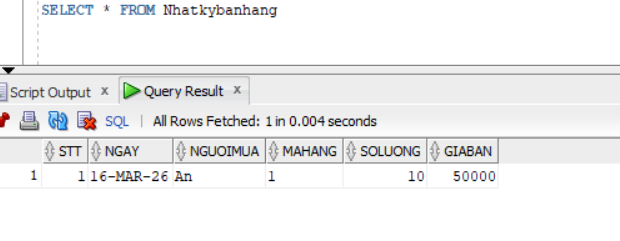 SELECT * FROM Nhatkybanhang
Script Output x Query Result x
SQL | All Rows Fetched: 1 in 0.004 seconds
STT NGAY NGUOIMUA MAHANG SOLUONG GIABAN
1 1 16-MAR-26 An 1 10 50000